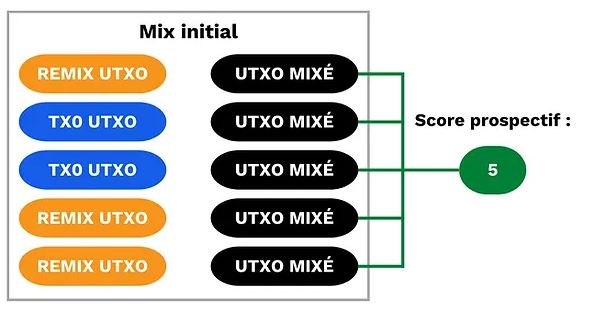 Mix initial
REMIX UTXO UTXO MIXÉ
TX0 UTXO UTXO MIXÉ
Score prospectif :
TX0 UTXO UTXO MIXÉ
5
REMIX UTXO UTXO MIXÉ
REMIX UTXO UTXO MIXÉ